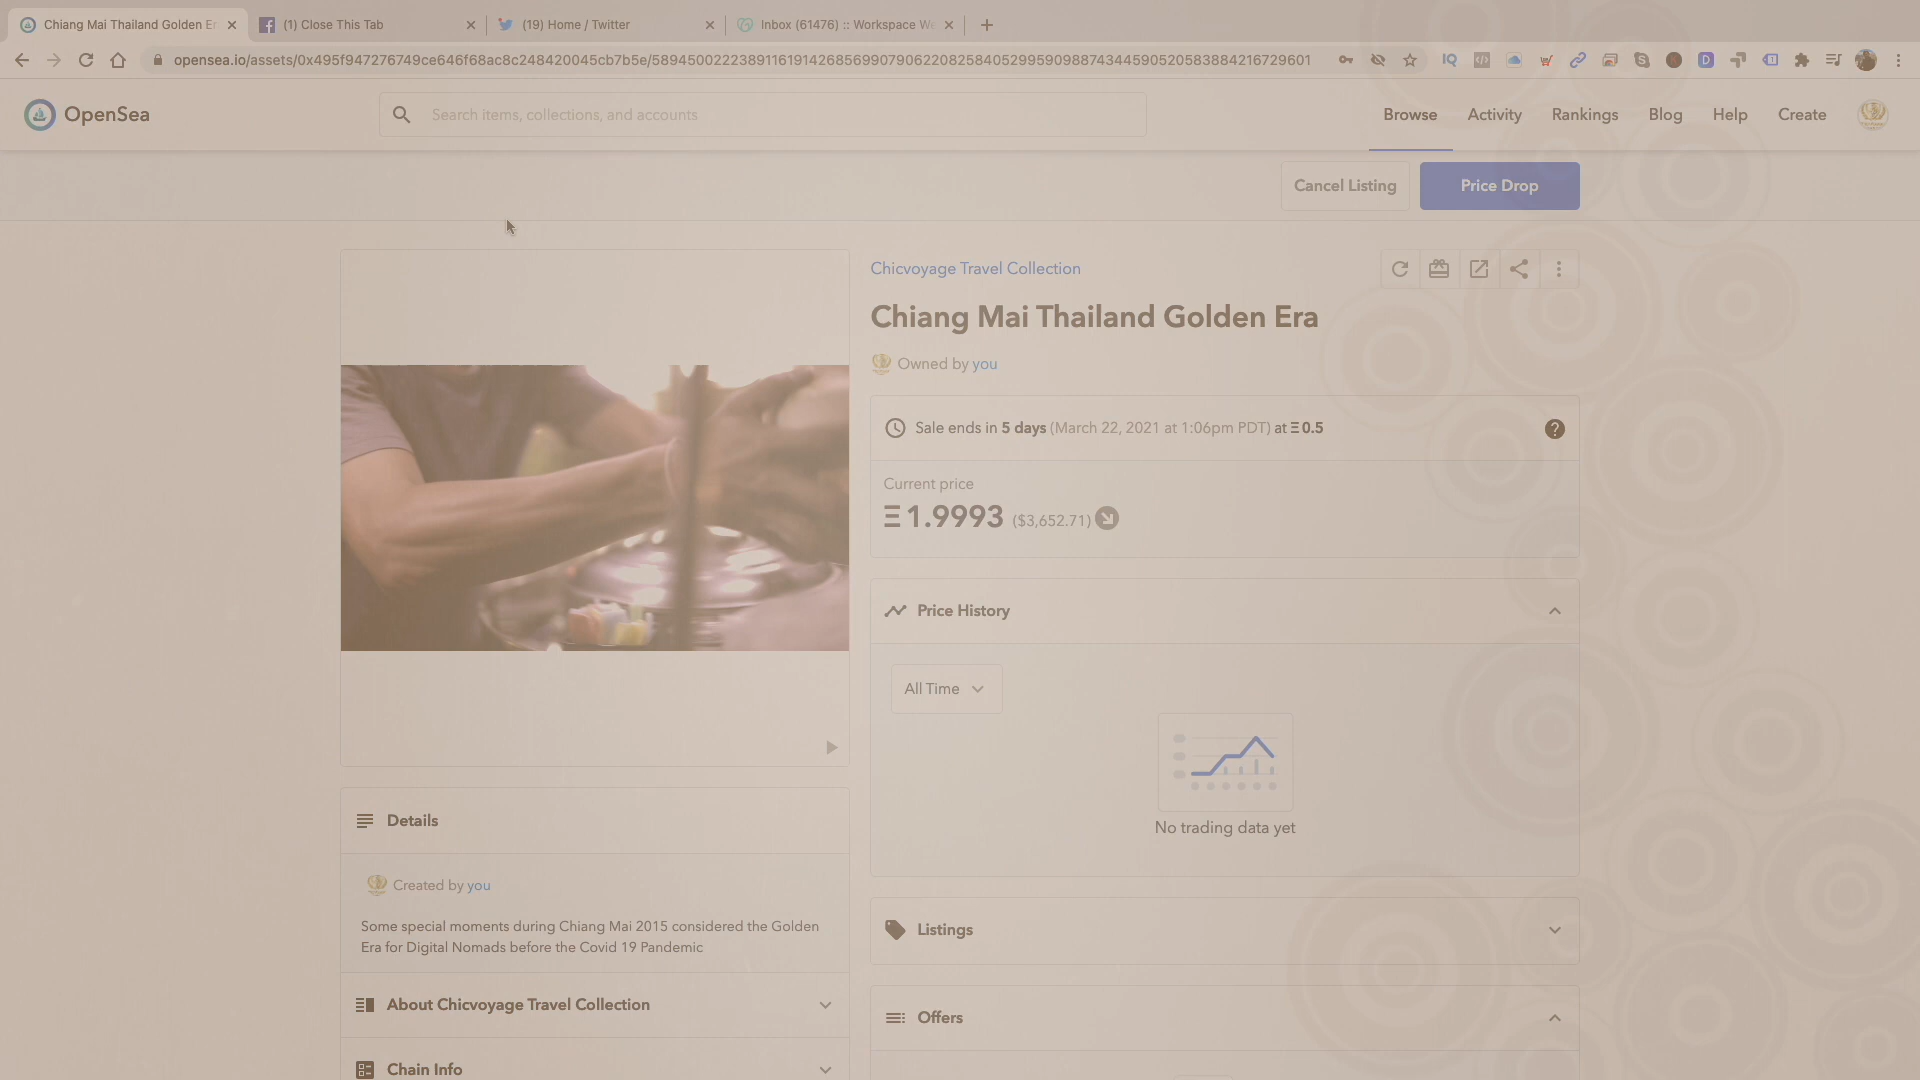 Chiang Mai Thailand Golden Er
(1) Close This Tab
(19) Home / Twitter
Inbox (61476) :: Workspace We
opensea.io/assets/0x495f947276749ce646f68ac8c248420045cb7b5e/58945002223891161914268569907906220825840529959098874344590520583884216729601
OpenSea
Search items, collections, and accounts
Browse
Activity
Rankings
Blog
Help
Create
Cancel Listing
Price Drop
Chicvoyage Travel Collection
Chiang Mai Thailand Golden Era
Owned by you
Sale ends in 5 days (March 22, 2021 at 1:06pm PDT) at Ξ 0.5
Current price
Ξ 1.9993 ($3,652.71)
Price History
All Time
No trading data yet
Details
Created by you
Some special moments during Chiang Mai 2015 considered the Golden
Era for Digital Nomads before the Covid 19 Pandemic
Listings
About Chicvoyage Travel Collection
Offers
Chain Info